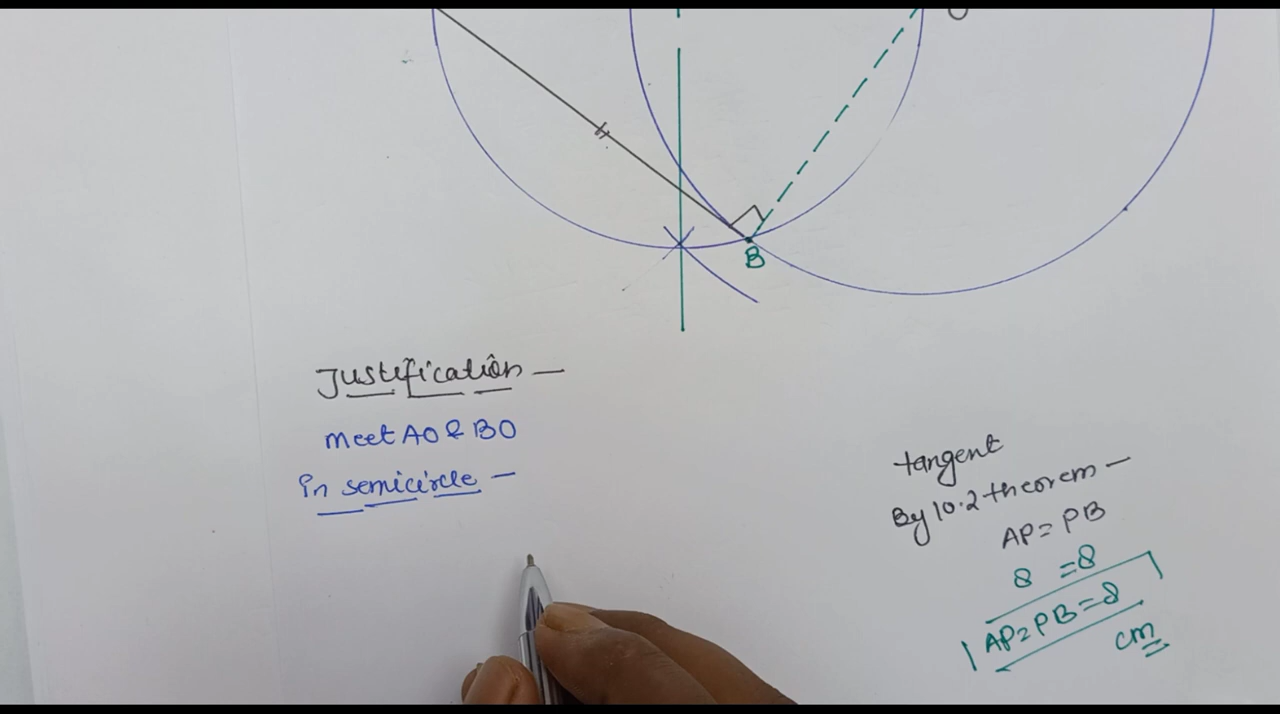 O
B
Justification —
meet AO & BO
in semicircle —
tangent
By 10.2 theorem —
AP = PB
8 = 8
AP = PB = 8
cm